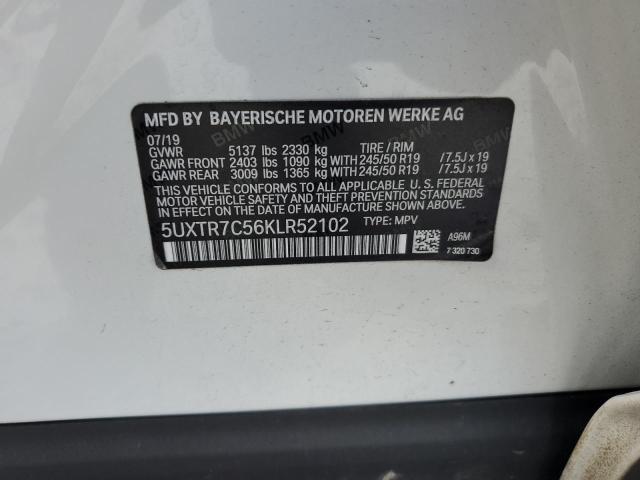 MFD BY BAYERISCHE MOTOREN WERKE AG
07/19
GVWR 5137 lbs 2330 kg TIRE / RIM
GAWR FRONT 2403 lbs 1090 kg WITH 245/50 R19 / 7.5J x 19
GAWR REAR 3009 lbs 1365 kg WITH 245/50 R19 / 7.5J x 19
THIS VEHICLE CONFORMS TO ALL APPLICABLE U. S. FEDERAL
MOTOR VEHICLE SAFETY AND THEFT PREVENTION STANDARDS
IN EFFECT ON THE DATE OF MANUFACTURE SHOWN ABOVE.
5UXTR7C56KLR52102 TYPE: MPV
A96M
7 320 730